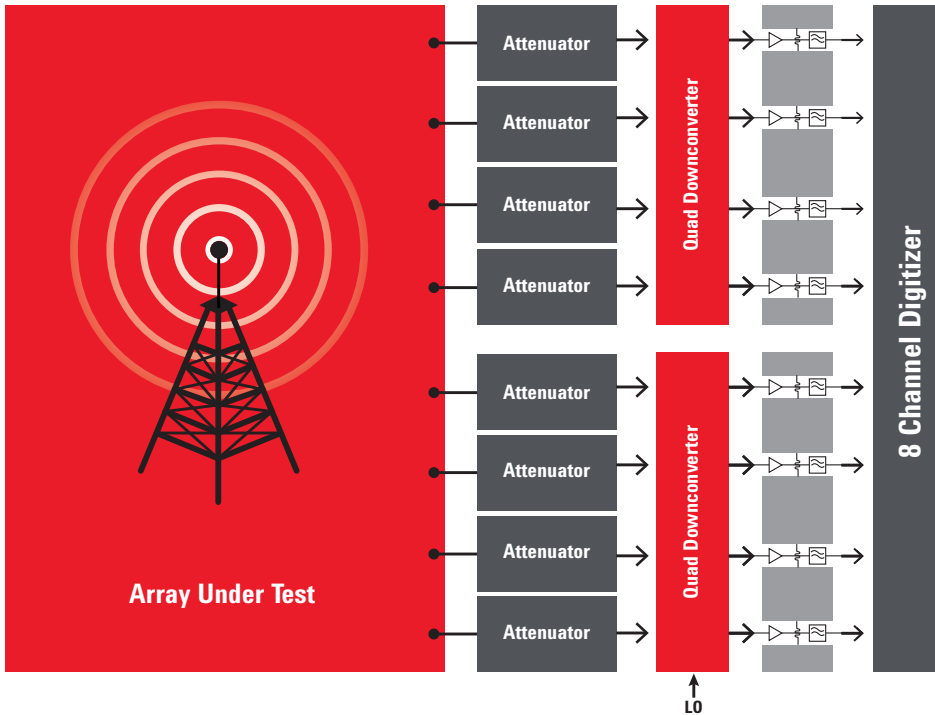 Attenuator
Attenuator
Attenuator
Attenuator
Quad Downconverter
Attenuator
Attenuator
Attenuator
Attenuator
Quad Downconverter
8 Channel Digitizer
Array Under Test
LO